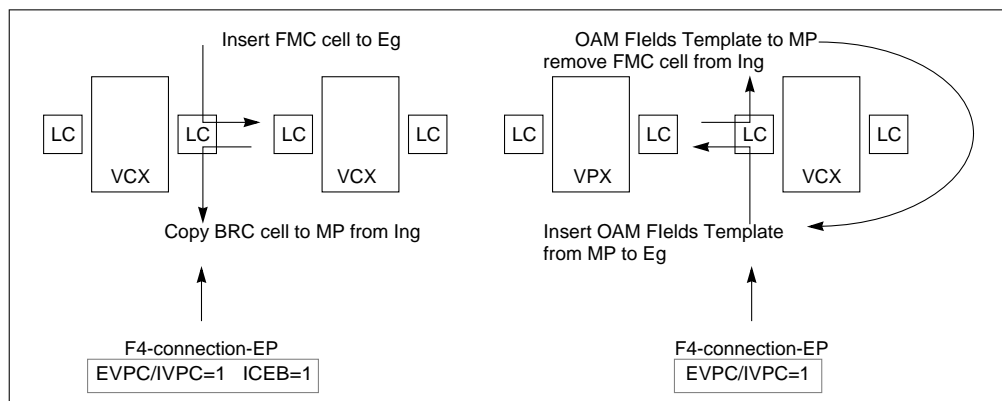 Insert FMC cell to Eg
LC
VCX
LC
LC
VCX
LC
Copy BRC cell to MP from Ing
F4-connection-EP
EVPC/IVPC=1 ICEB=1
OAM FIelds Template to MP
remove FMC cell from Ing
LC
VPX
LC
LC
VCX
LC
Insert OAM FIelds Template
from MP to Eg
F4-connection-EP
EVPC/IVPC=1